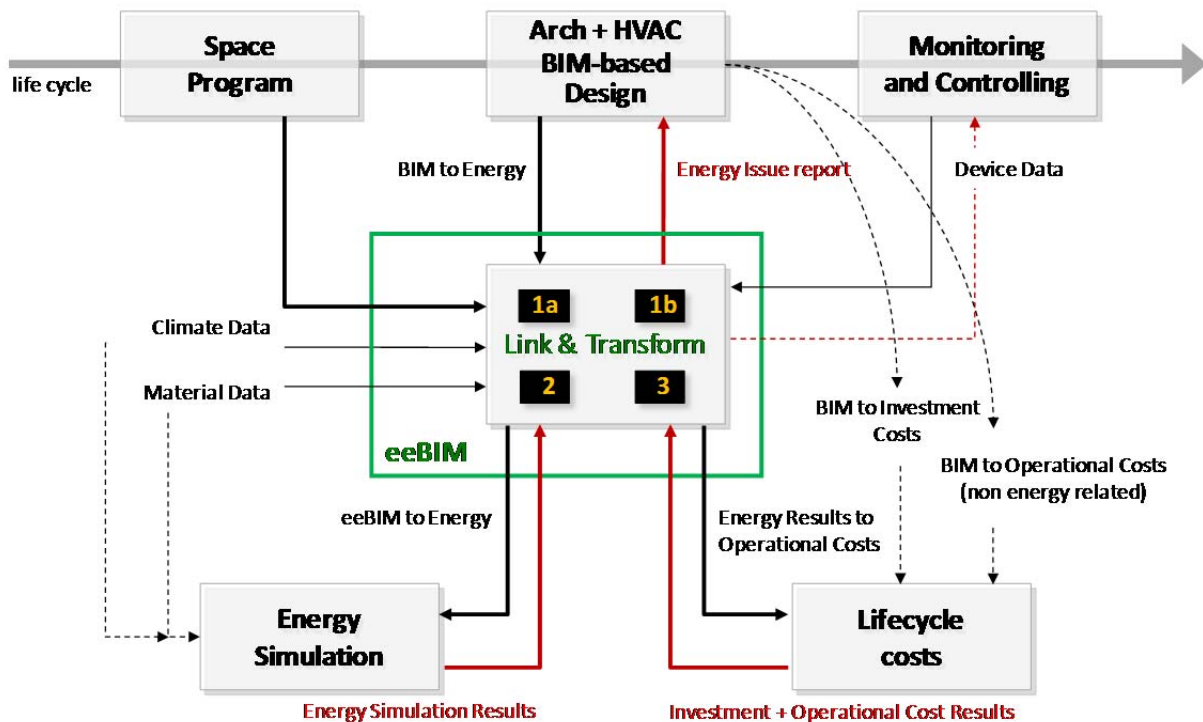 Space
Program
Arch + HVAC
BIM-based
Design
Monitoring
and Controlling
life cycle
BIM to Energy
Energy Issue report
Device Data
1a
1b
Climate Data
Link & Transform
Material Data
2
3
eeBIM
BIM to Investment
Costs
BIM to Operational Costs
(non energy related)
eeBIM to Energy
Energy Results to
Operational Costs
Energy
Simulation
Lifecycle
costs
Energy Simulation Results
Investment + Operational Cost Results